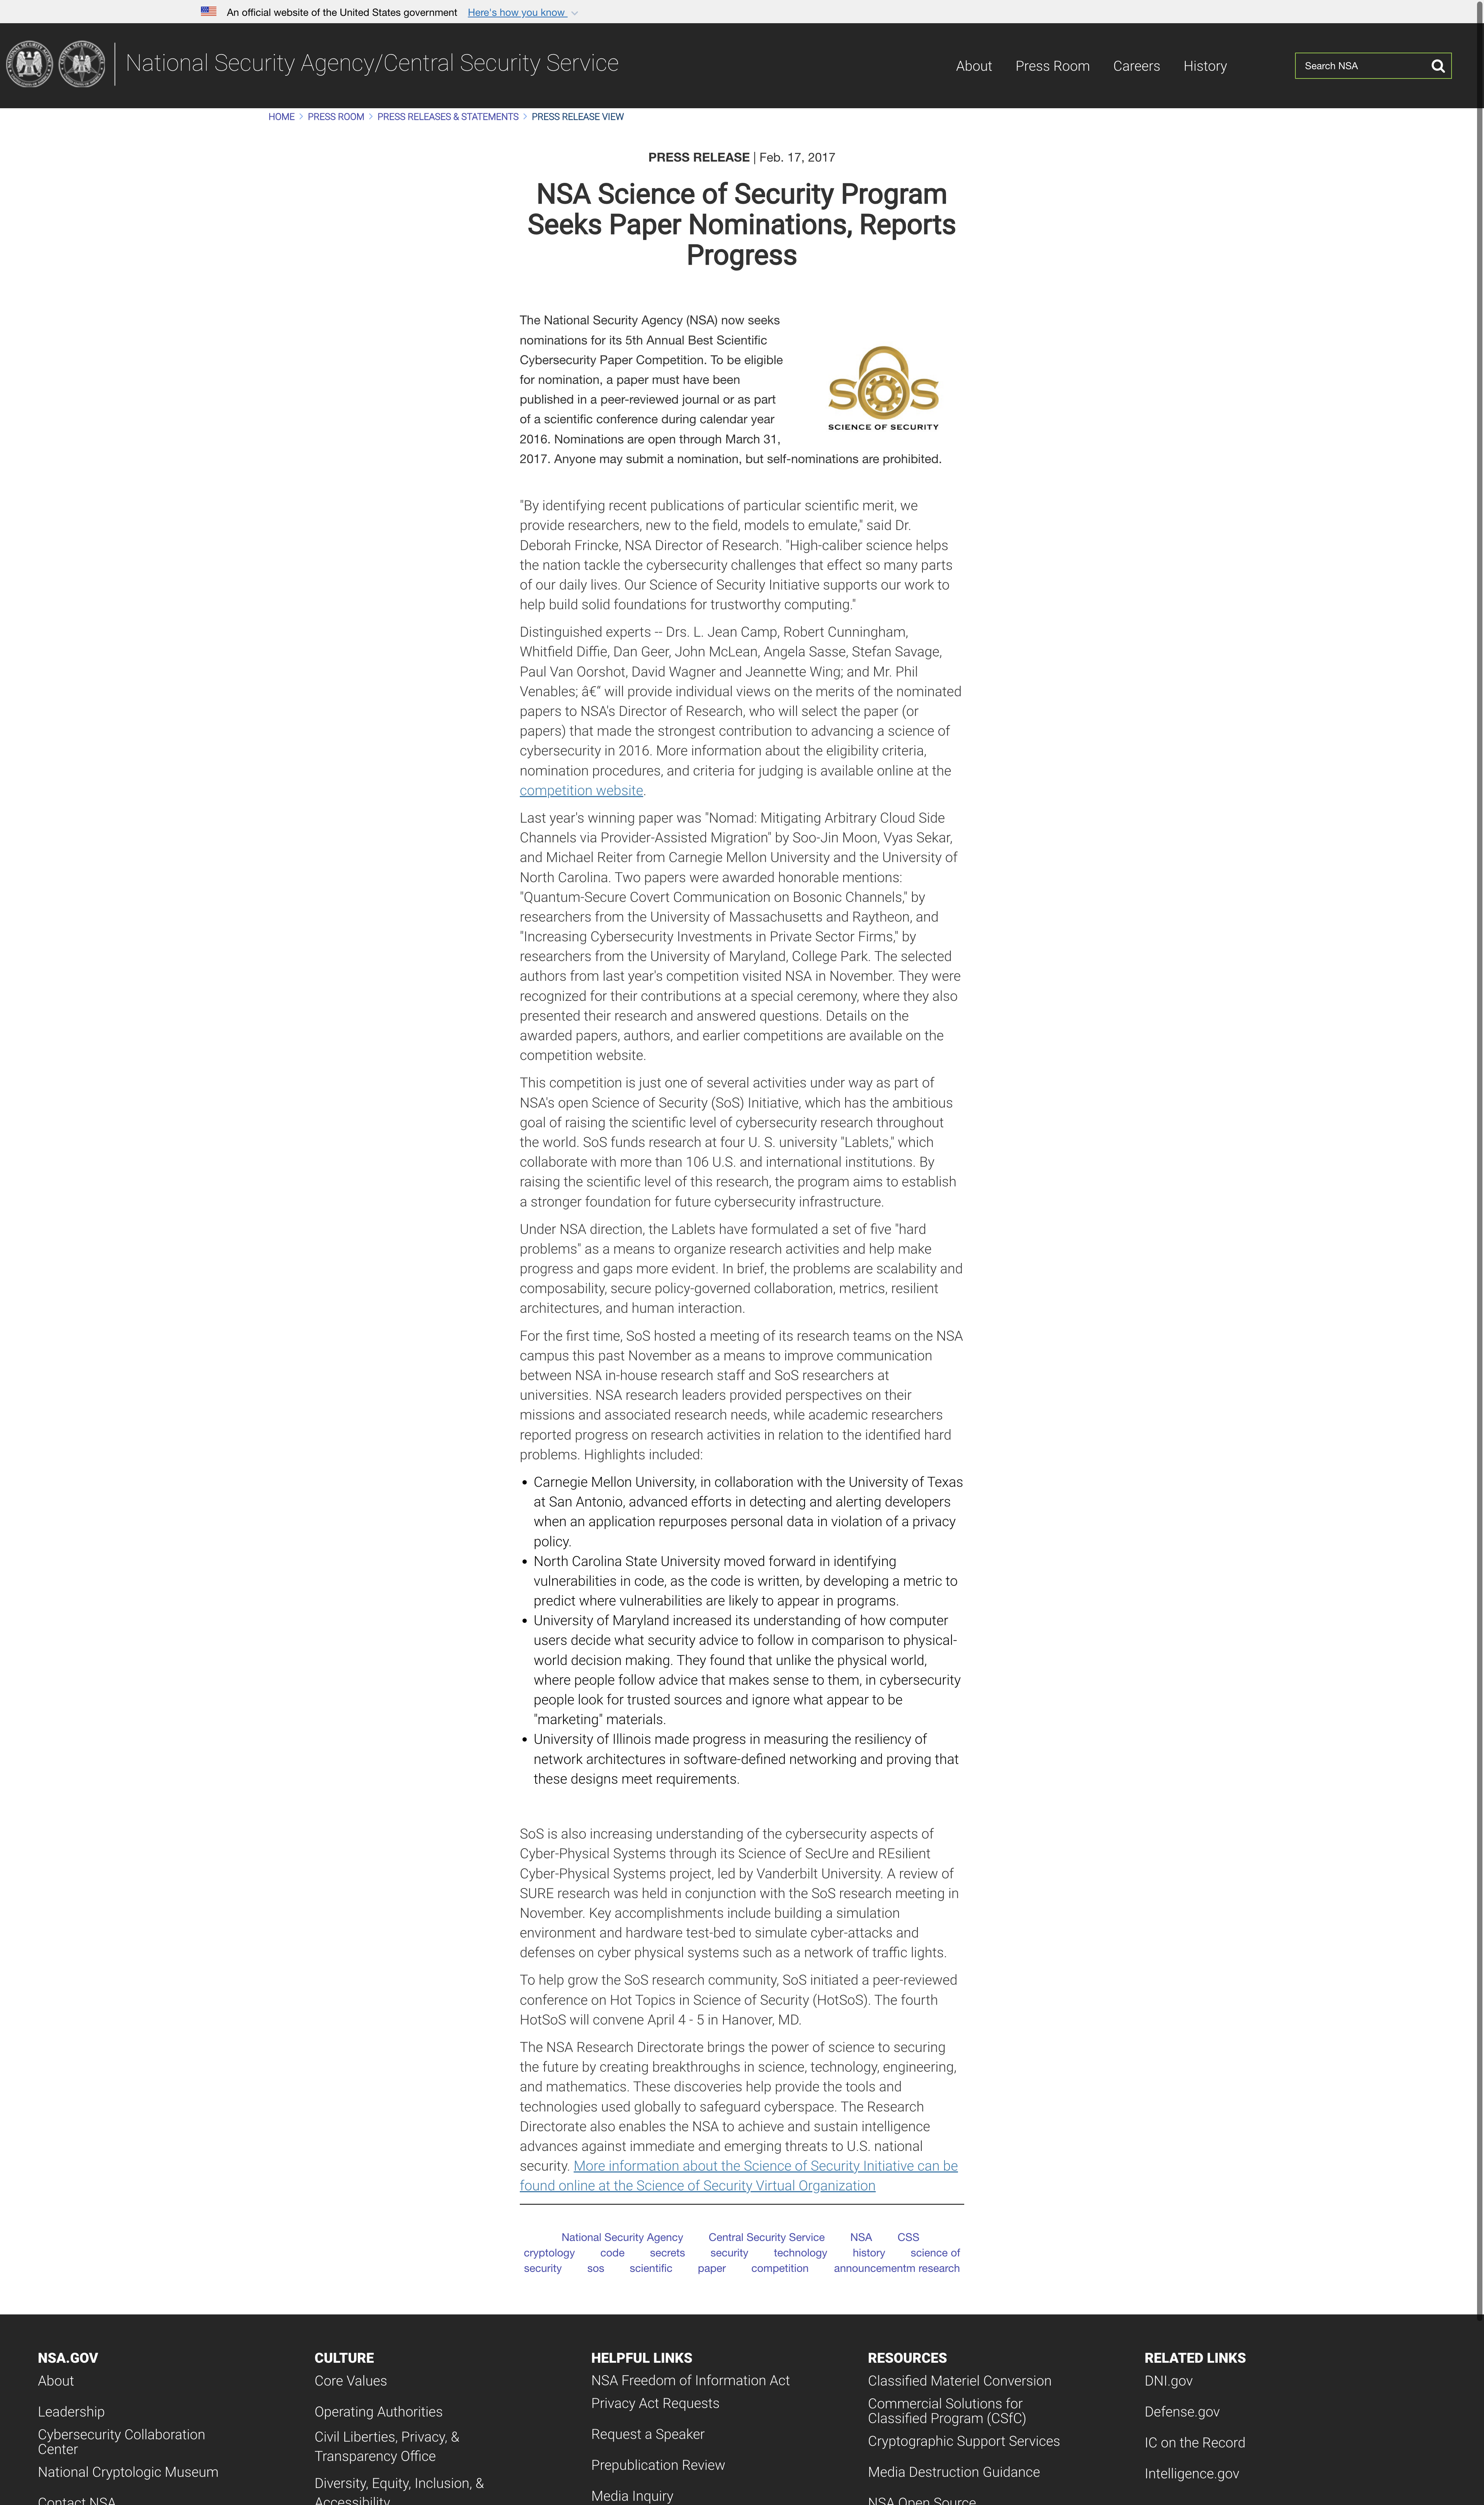 An official website of the United States government Here's how you know
National Security Agency/Central Security Service
About Press Room Careers History
Search NSA
HOME > PRESS ROOM > PRESS RELEASES & STATEMENTS > PRESS RELEASE VIEW
PRESS RELEASE | Feb. 17, 2017
NSA Science of Security Program
Seeks Paper Nominations, Reports
Progress
The National Security Agency (NSA) now seeks
nominations for its 5th Annual Best Scientific
Cybersecurity Paper Competition. To be eligible
for nomination, a paper must have been
published in a peer-reviewed journal or as part
of a scientific conference during calendar year
2016. Nominations are open through March 31,
2017. Anyone may submit a nomination, but self-nominations are prohibited.
SOS
SCIENCE OF SECURITY
"By identifying recent publications of particular scientific merit, we
provide researchers, new to the field, models to emulate," said Dr.
Deborah Frincke, NSA Director of Research. "High-caliber science helps
the nation tackle the cybersecurity challenges that effect so many parts
of our daily lives. Our Science of Security Initiative supports our work to
help build solid foundations for trustworthy computing."
Distinguished experts -- Drs. L. Jean Camp, Robert Cunningham,
Whitfield Diffie, Dan Geer, John McLean, Angela Sasse, Stefan Savage,
Paul Van Oorshot, David Wagner and Jeannette Wing; and Mr. Phil
Venables; â€“ will provide individual views on the merits of the nominated
papers to NSA's Director of Research, who will select the paper (or
papers) that made the strongest contribution to advancing a science of
cybersecurity in 2016. More information about the eligibility criteria,
nomination procedures, and criteria for judging is available online at the
competition website.
Last year's winning paper was "Nomad: Mitigating Arbitrary Cloud Side
Channels via Provider-Assisted Migration" by Soo-Jin Moon, Vyas Sekar,
and Michael Reiter from Carnegie Mellon University and the University of
North Carolina. Two papers were awarded honorable mentions:
"Quantum-Secure Covert Communication on Bosonic Channels," by
researchers from the University of Massachusetts and Raytheon, and
"Increasing Cybersecurity Investments in Private Sector Firms," by
researchers from the University of Maryland, College Park. The selected
authors from last year's competition visited NSA in November. They were
recognized for their contributions at a special ceremony, where they also
presented their research and answered questions. Details on the
awarded papers, authors, and earlier competitions are available on the
competition website.
This competition is just one of several activities under way as part of
NSA's open Science of Security (SoS) Initiative, which has the ambitious
goal of raising the scientific level of cybersecurity research throughout
the world. SoS funds research at four U. S. university "Lablets," which
collaborate with more than 106 U.S. and international institutions. By
raising the scientific level of this research, the program aims to establish
a stronger foundation for future cybersecurity infrastructure.
Under NSA direction, the Lablets have formulated a set of five "hard
problems" as a means to organize research activities and help make
progress and gaps more evident. In brief, the problems are scalability and
composability, secure policy-governed collaboration, metrics, resilient
architectures, and human interaction.
For the first time, SoS hosted a meeting of its research teams on the NSA
campus this past November as a means to improve communication
between NSA in-house research staff and SoS researchers at
universities. NSA research leaders provided perspectives on their
missions and associated research needs, while academic researchers
reported progress on research activities in relation to the identified hard
problems. Highlights included:
• Carnegie Mellon University, in collaboration with the University of Texas
at San Antonio, advanced efforts in detecting and alerting developers
when an application repurposes personal data in violation of a privacy
policy.
• North Carolina State University moved forward in identifying
vulnerabilities in code, as the code is written, by developing a metric to
predict where vulnerabilities are likely to appear in programs.
• University of Maryland increased its understanding of how computer
users decide what security advice to follow in comparison to physical-
world decision making. They found that unlike the physical world,
where people follow advice that makes sense to them, in cybersecurity
people look for trusted sources and ignore what appear to be
"marketing" materials.
• University of Illinois made progress in measuring the resiliency of
network architectures in software-defined networking and proving that
these designs meet requirements.
SoS is also increasing understanding of the cybersecurity aspects of
Cyber-Physical Systems through its Science of SecUre and REsilient
Cyber-Physical Systems project, led by Vanderbilt University. A review of
SURE research was held in conjunction with the SoS research meeting in
November. Key accomplishments include building a simulation
environment and hardware test-bed to simulate cyber-attacks and
defenses on cyber physical systems such as a network of traffic lights.
To help grow the SoS research community, SoS initiated a peer-reviewed
conference on Hot Topics in Science of Security (HotSoS). The fourth
HotSoS will convene April 4 - 5 in Hanover, MD.
The NSA Research Directorate brings the power of science to securing
the future by creating breakthroughs in science, technology, engineering,
and mathematics. These discoveries help provide the tools and
technologies used globally to safeguard cyberspace. The Research
Directorate also enables the NSA to achieve and sustain intelligence
advances against immediate and emerging threats to U.S. national
security. More information about the Science of Security Initiative can be
found online at the Science of Security Virtual Organization
National Security Agency Central Security Service NSA CSS
cryptology code secrets security technology history science of
security sos scientific paper competition announcementm research
NSA.GOV
About
Leadership
Cybersecurity Collaboration
Center
National Cryptologic Museum
Contact NSA
CULTURE
Core Values
Operating Authorities
Civil Liberties, Privacy, &
Transparency Office
Diversity, Equity, Inclusion, &
Accessibility
HELPFUL LINKS
NSA Freedom of Information Act
Privacy Act Requests
Request a Speaker
Prepublication Review
Media Inquiry
RESOURCES
Classified Materiel Conversion
Commercial Solutions for
Classified Program (CSfC)
Cryptographic Support Services
Media Destruction Guidance
NSA Open Source
RELATED LINKS
DNI.gov
Defense.gov
IC on the Record
Intelligence.gov